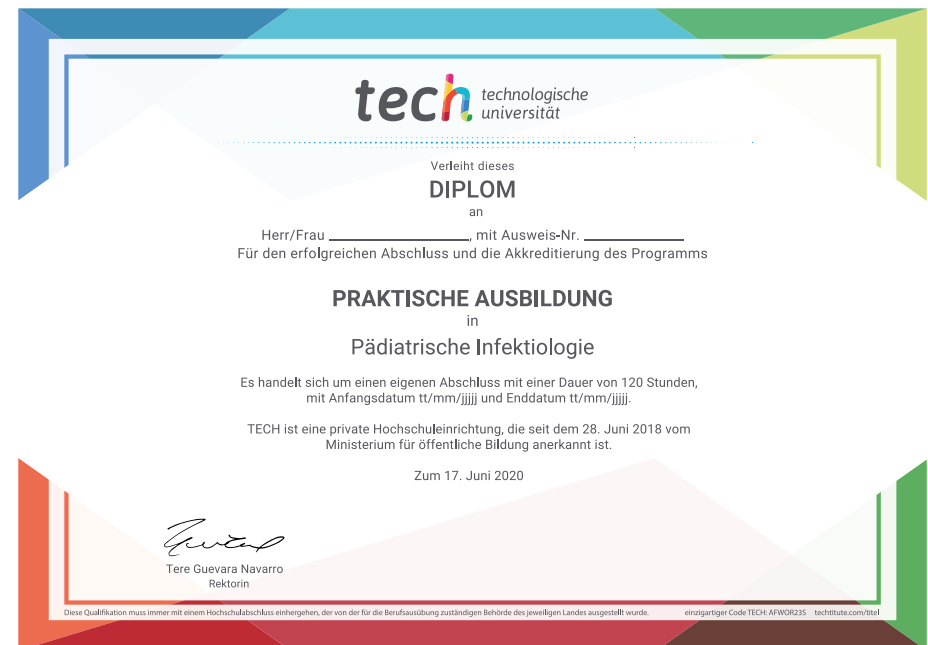 tech technologische
universität
Verleiht dieses
DIPLOM
an
Herr/Frau ____________________, mit Ausweis-Nr. ______________
Für den erfolgreichen Abschluss und die Akkreditierung des Programms
PRAKTISCHE AUSBILDUNG
in
Pädiatrische Infektiologie
Es handelt sich um einen eigenen Abschluss mit einer Dauer von 120 Stunden,
mit Anfangsdatum tt/mm/jjjjj und Enddatum tt/mm/jjjjj.
TECH ist eine private Hochschuleinrichtung, die seit dem 28. Juni 2018 vom
Ministerium für öffentliche Bildung anerkannt ist.
Zum 17. Juni 2020
Tere Guevara Navarro
Rektorin
Diese Qualifikation muss immer mit einem Hochschulabschluss einhergehen, der von der für die Berufsausübung zuständigen Behörde des jeweiligen Landes ausgestellt wurde. einzigartiger Code TECH: AFWOR23S techtitute.com/titel